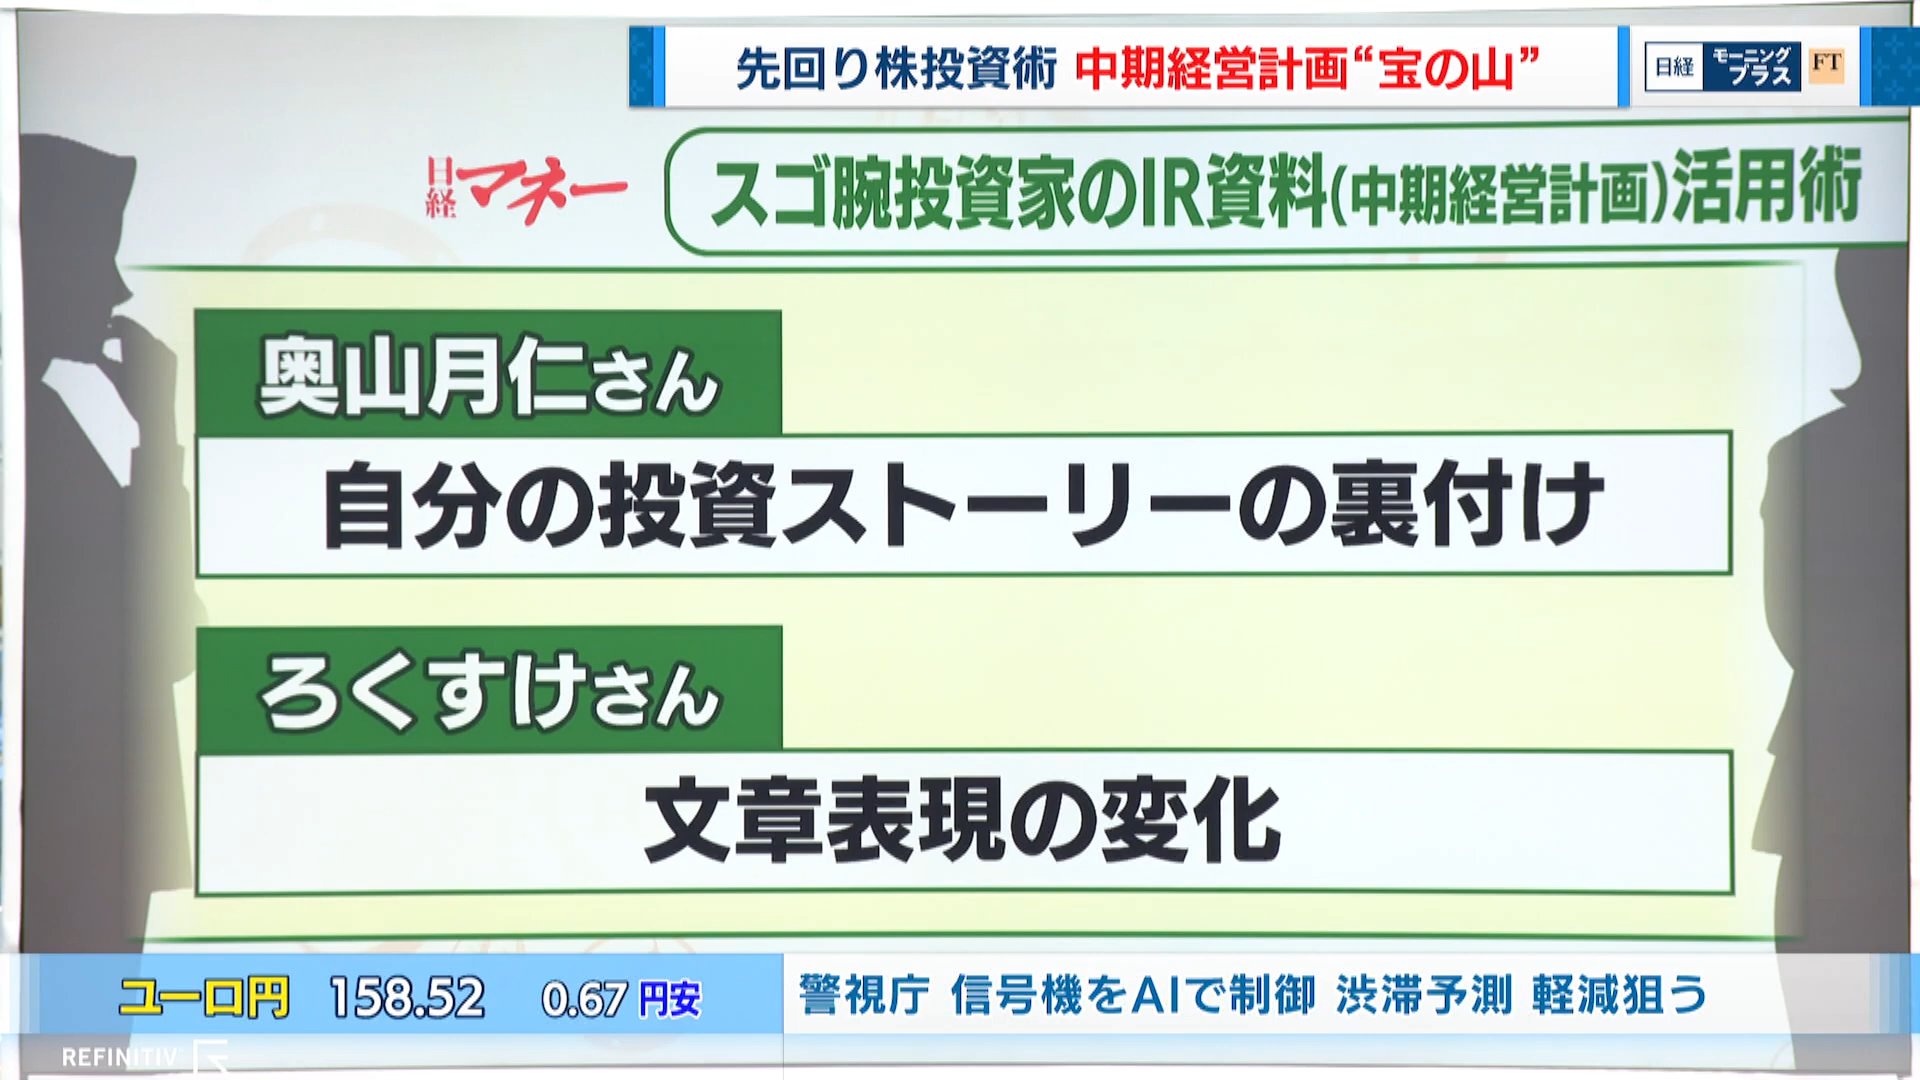 先回り株投資術 中期経営計画“宝の山”
日経 モーニングプラス FT
日経マネー
スゴ腕投資家のIR資料(中期経営計画)活用術
奥山月仁さん
自分の投資ストーリーの裏付け
ろくすけさん
文章表現の変化
ユーロ円 158.52 0.67 円安
警視庁 信号機をAIで制御 渋滞予測 軽減狙う
REFINITIV